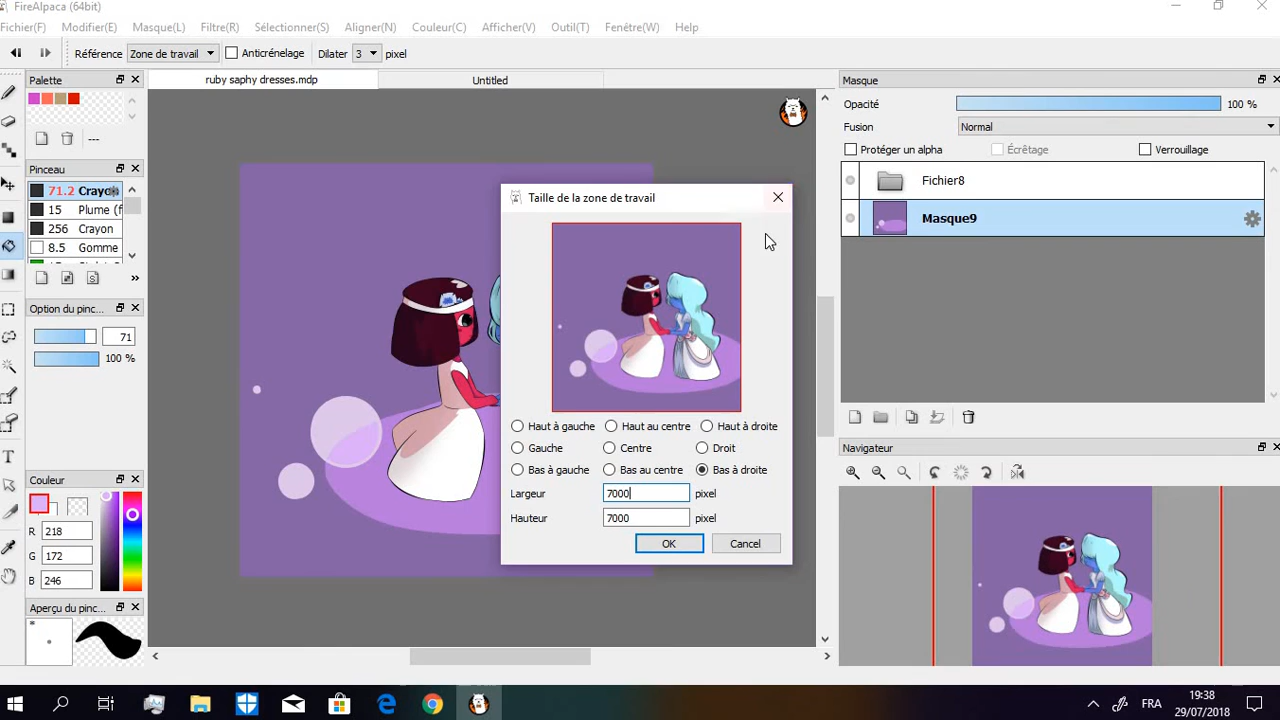 FireAlpaca (64bit)
Fichier(F) Modifier(E) Masque(L) Filtre(R) Sélectionner(S) Aligner(N) Couleur(C) Afficher(V) Outil(T) Fenêtre(W) Help
Référence Zone de travail Anticrénelage Dilater 3 pixel
Palette
ruby saphy dresses.mdp Untitled
Masque
Opacité 100 %
Fusion Normal
---
Protéger un alpha Écrêtage Verrouillage
Pinceau
Fichier8
71.2 Crayon
Taille de la zone de travail
15 Plume (f
Masque9
256 Crayon
8.5 Gomme
Option du pinc...
71
100 %
Haut à gauche Haut au centre Haut à droite
Gauche Centre Droit
Navigateur
Bas à gauche Bas au centre Bas à droite
Couleur
Largeur 7000 pixel
Hauteur 7000 pixel
R 218
OK Cancel
G 172
B 246
Aperçu du pinc...
*
FRA
19:38
29/07/2018